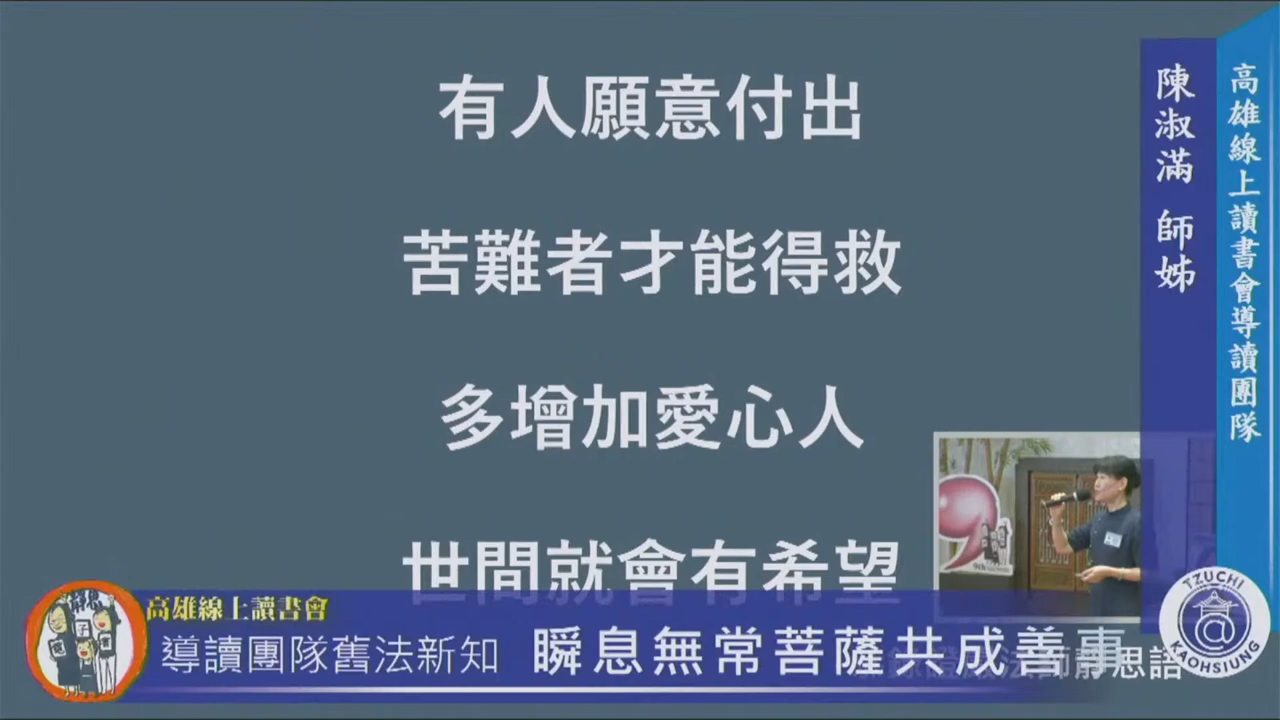 有人願意付出
苦難者才能得救
多增加愛心人
世間就會有希望
陳淑滿 師姊
高雄線上讀書會導讀團隊
高雄線上讀書會
導讀團隊舊法新知
瞬息無常菩薩共成善事
靜思語
TZUCHI
KAOHSIUNG